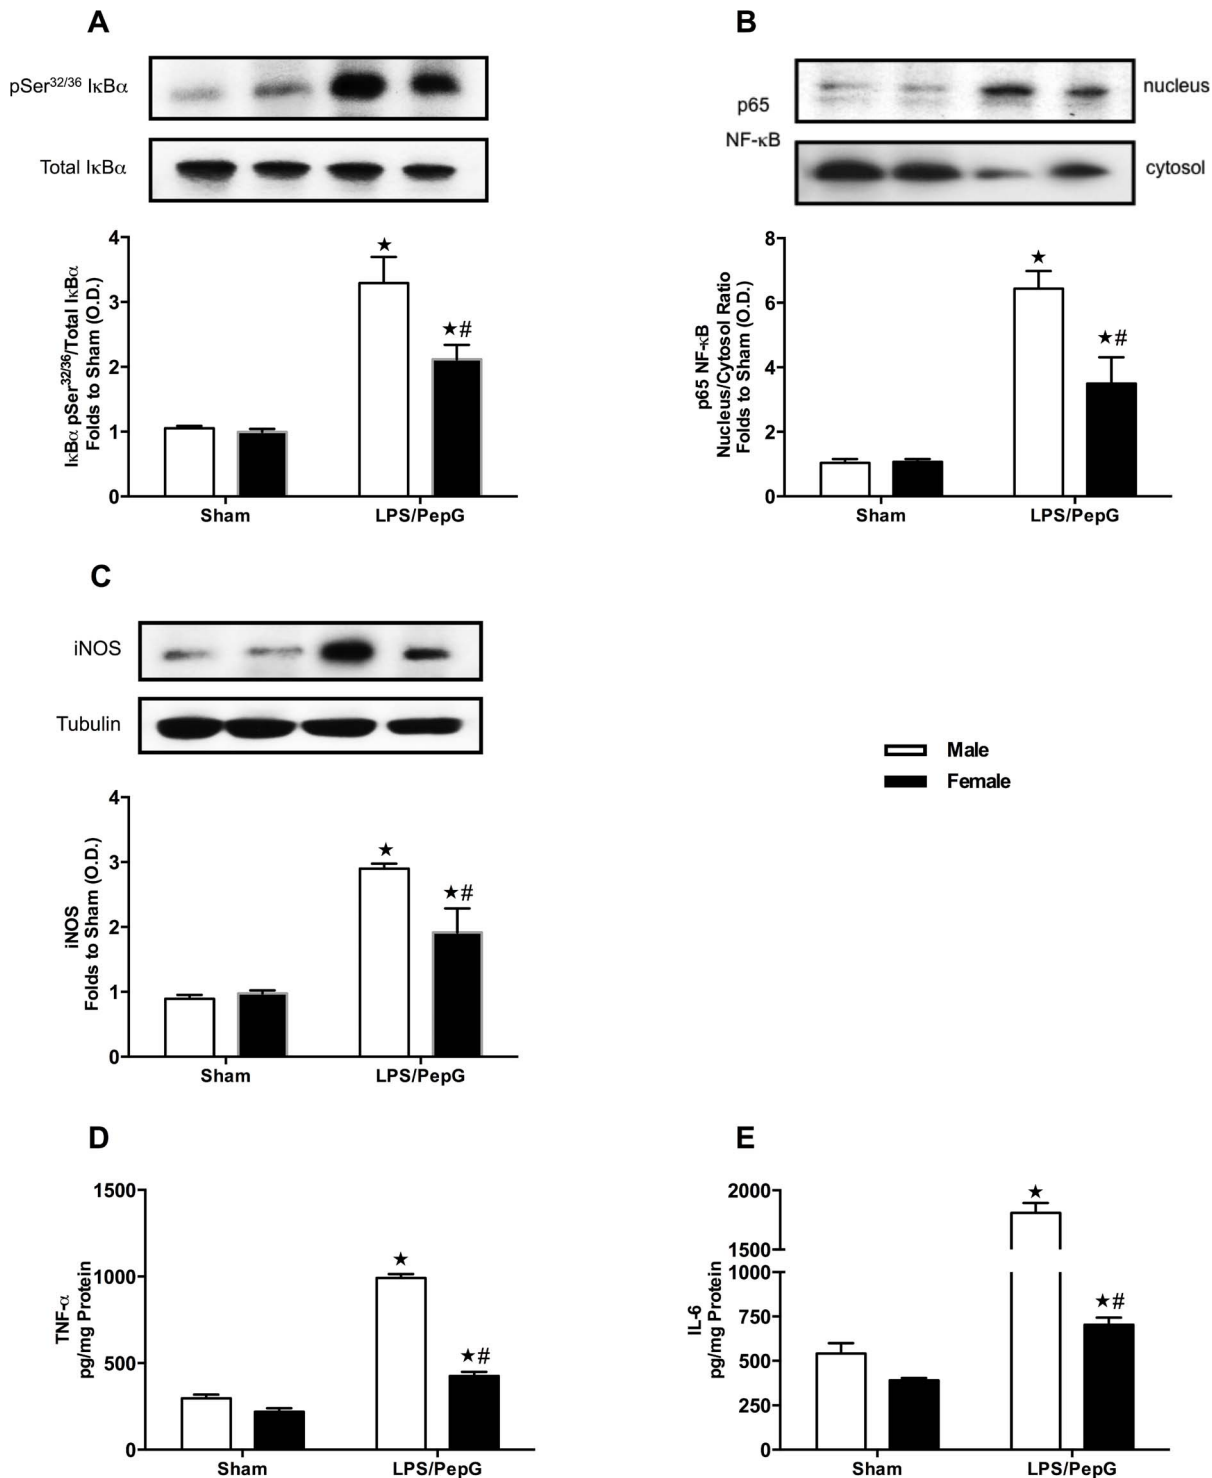 A
pSer32/36 IκBα
Total IκBα
IκBα pSer32/36/Total IκBα
Folds to Sham (O.D.)
4
3
2
1
0
★
★#
Sham
LPS/PepG
B
p65
NF-κB
nucleus
cytosol
p65 NF-κB
Nucleus/Cytosol Ratio
Folds to Sham (O.D.)
8
6
4
2
0
★
★#
Sham
LPS/PepG
C
iNOS
Tubulin
iNOS
Folds to Sham (O.D.)
4
3
2
1
0
★
★#
Sham
LPS/PepG
Male
Female
D
TNF-α
pg/mg Protein
1500
1000
500
0
★
★#
Sham
LPS/PepG
E
IL-6
pg/mg Protein
2000
1500
1000
750
500
250
0
★
★#
Sham
LPS/PepG